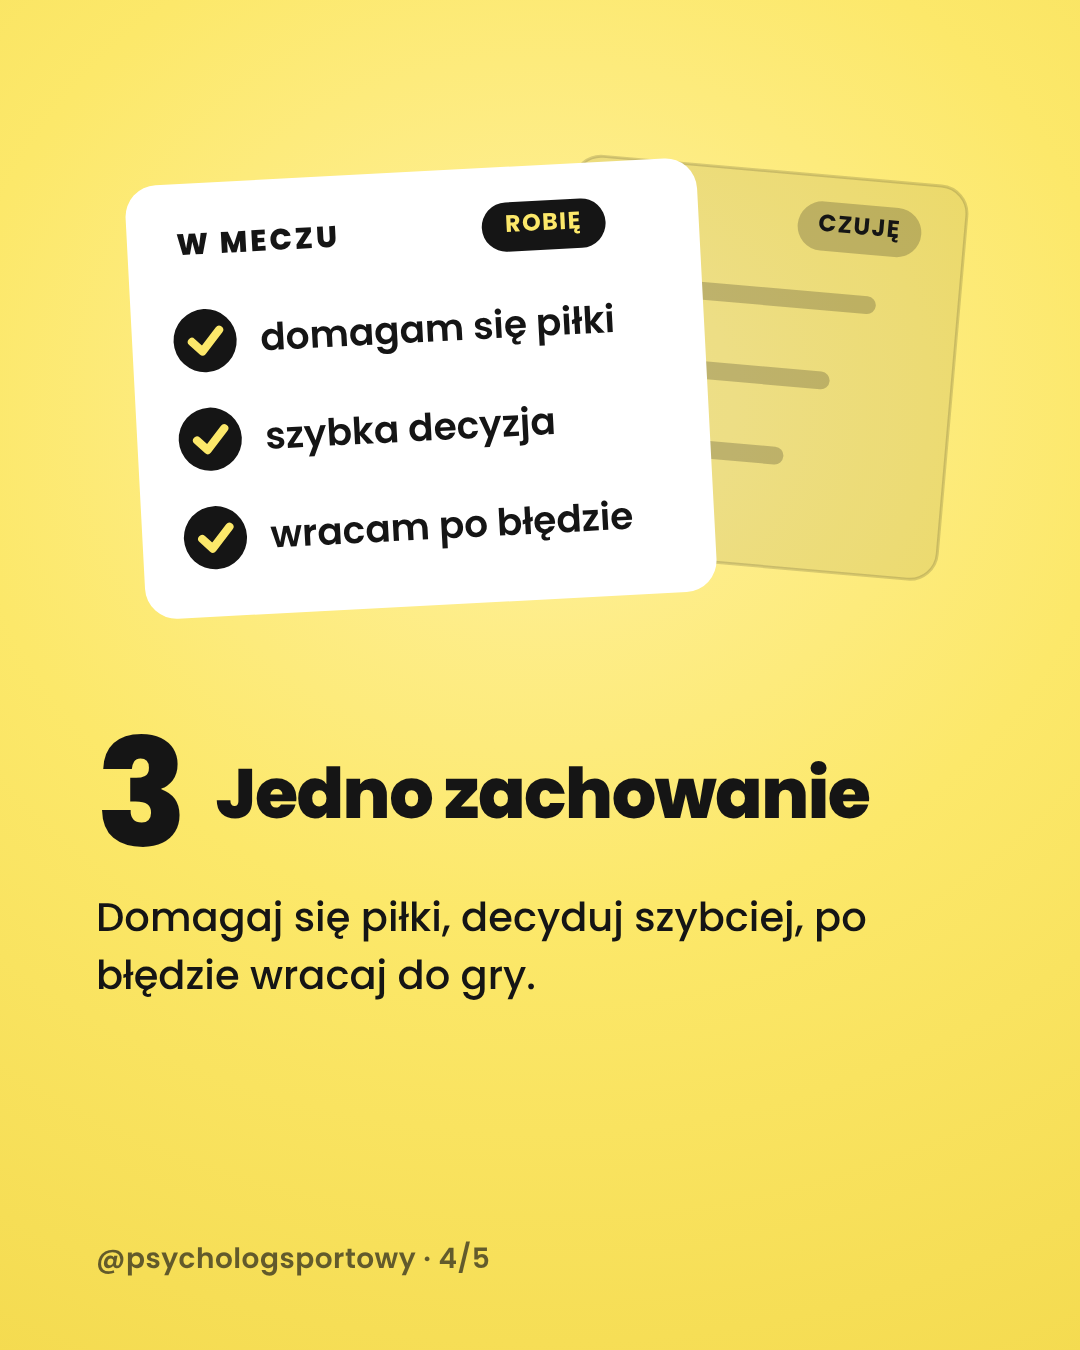 W MECZU
ROBIĘ
CZUJĘ
domagam się piłki
szybka decyzja
wracam po błędzie
3 Jedno zachowanie
Domagaj się piłki, decyduj szybciej, po
błędzie wracaj do gry.
@psychologsportowy · 4/5